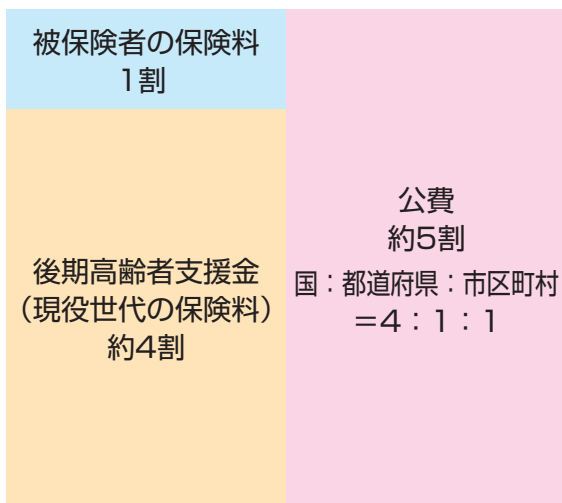 被保険者の保険料
1割
後期高齢者支援金
（現役世代の保険料）
約4割
公費
約5割
国：都道府県：市区町村
＝4：1：1